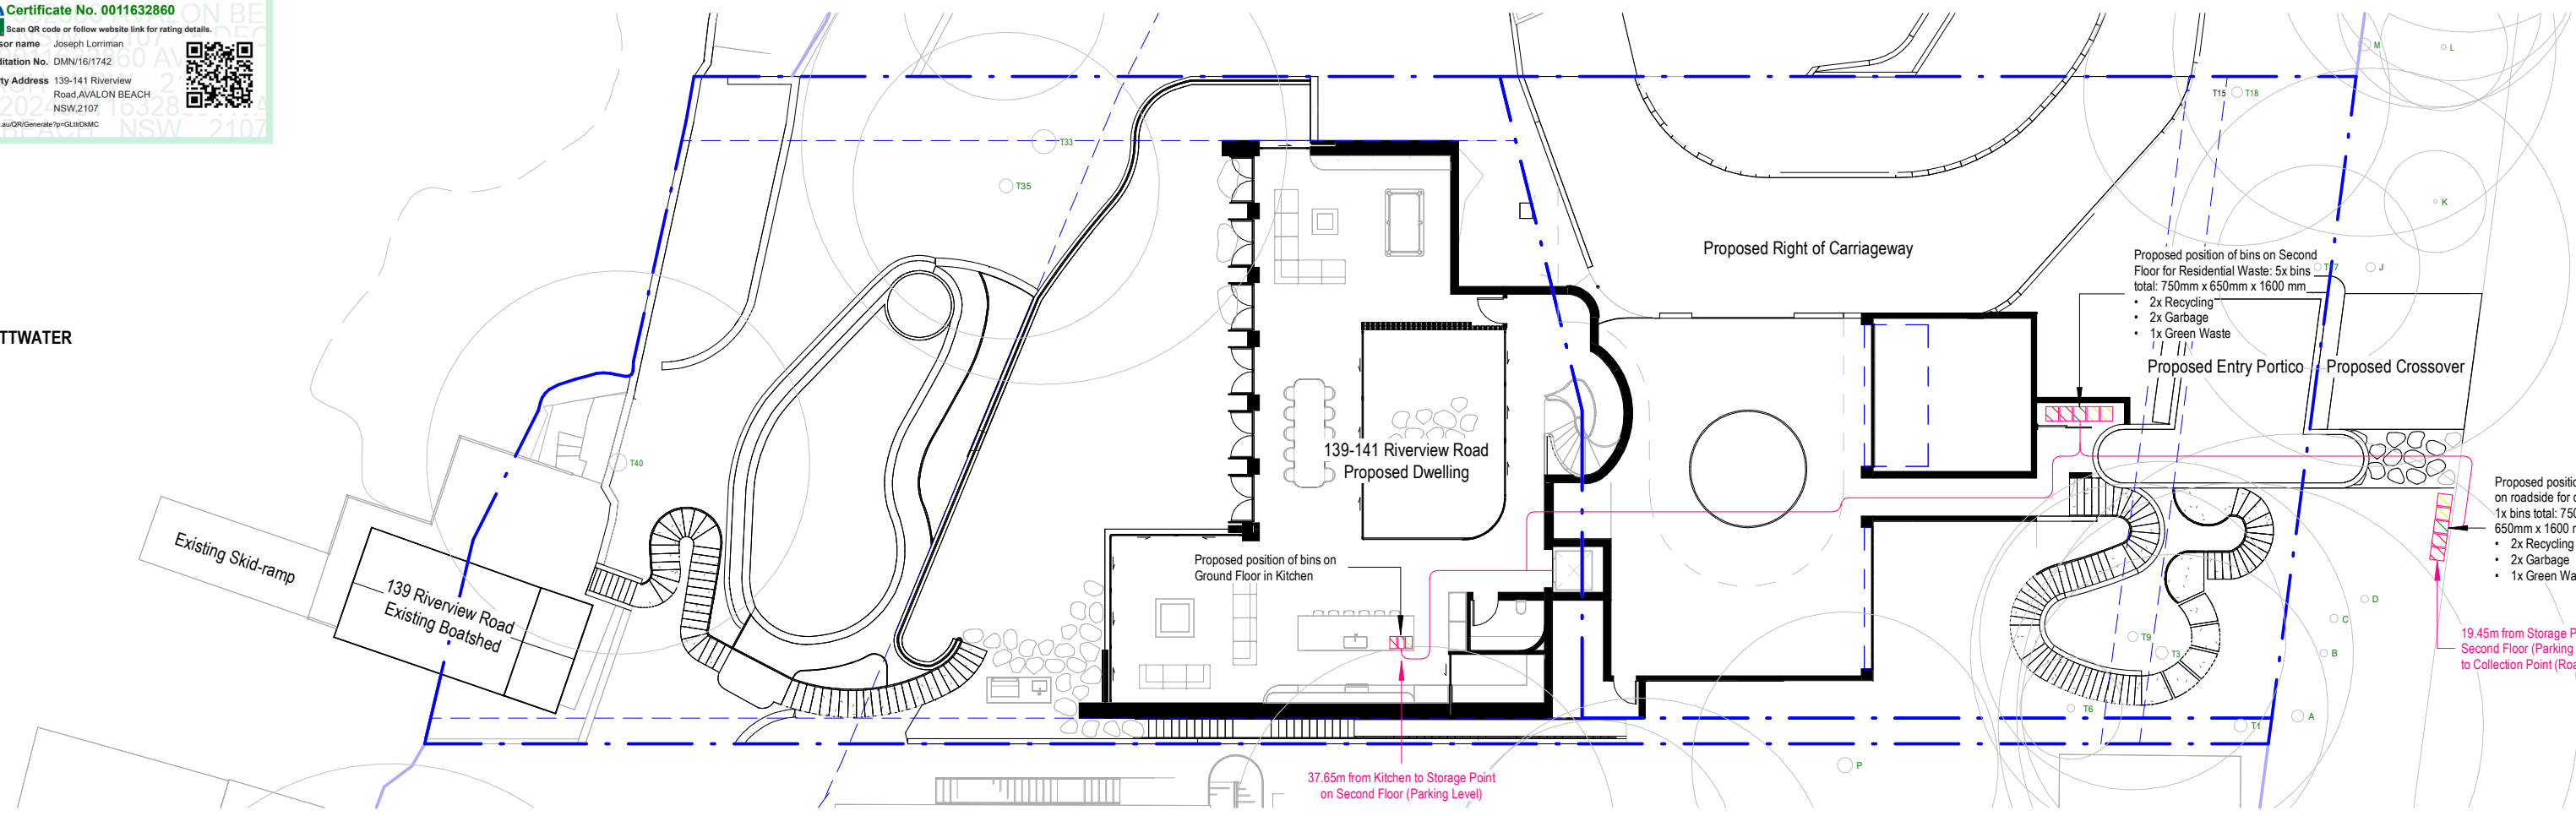 Certificate No. 0011632860
Scan QR code or follow website link for rating details.
sor name Joseph Lorriman
ditation No. DMN/16/1742
ty Address 139-141 Riverview
Road,AVALON BEACH
NSW,2107
.au/QR/Generate?p=GLtlrDkMC
TTWATER
Existing Skid-ramp
139 Riverview Road
Existing Boatshed
T40
T33
T35
139-141 Riverview Road
Proposed Dwelling
Proposed position of bins on
Ground Floor in Kitchen
37.65m from Kitchen to Storage Point
on Second Floor (Parking Level)
Proposed Right of Carriageway
Proposed position of bins on Second
Floor for Residential Waste: 5x bins
total: 750mm x 650mm x 1600 mm
• 2x Recycling
• 2x Garbage
• 1x Green Waste
Proposed Entry Portico
Proposed Crossover
M
L
T15
T18
K
J
Proposed positi
on roadside for
1x bins total: 75
650mm x 1600
• 2x Recycling
• 2x Garbage
• 1x Green Wa
19.45m from Storage P
Second Floor (Parking
to Collection Point (Roa
D
C
B
A
T9
T3
T6
T1
P